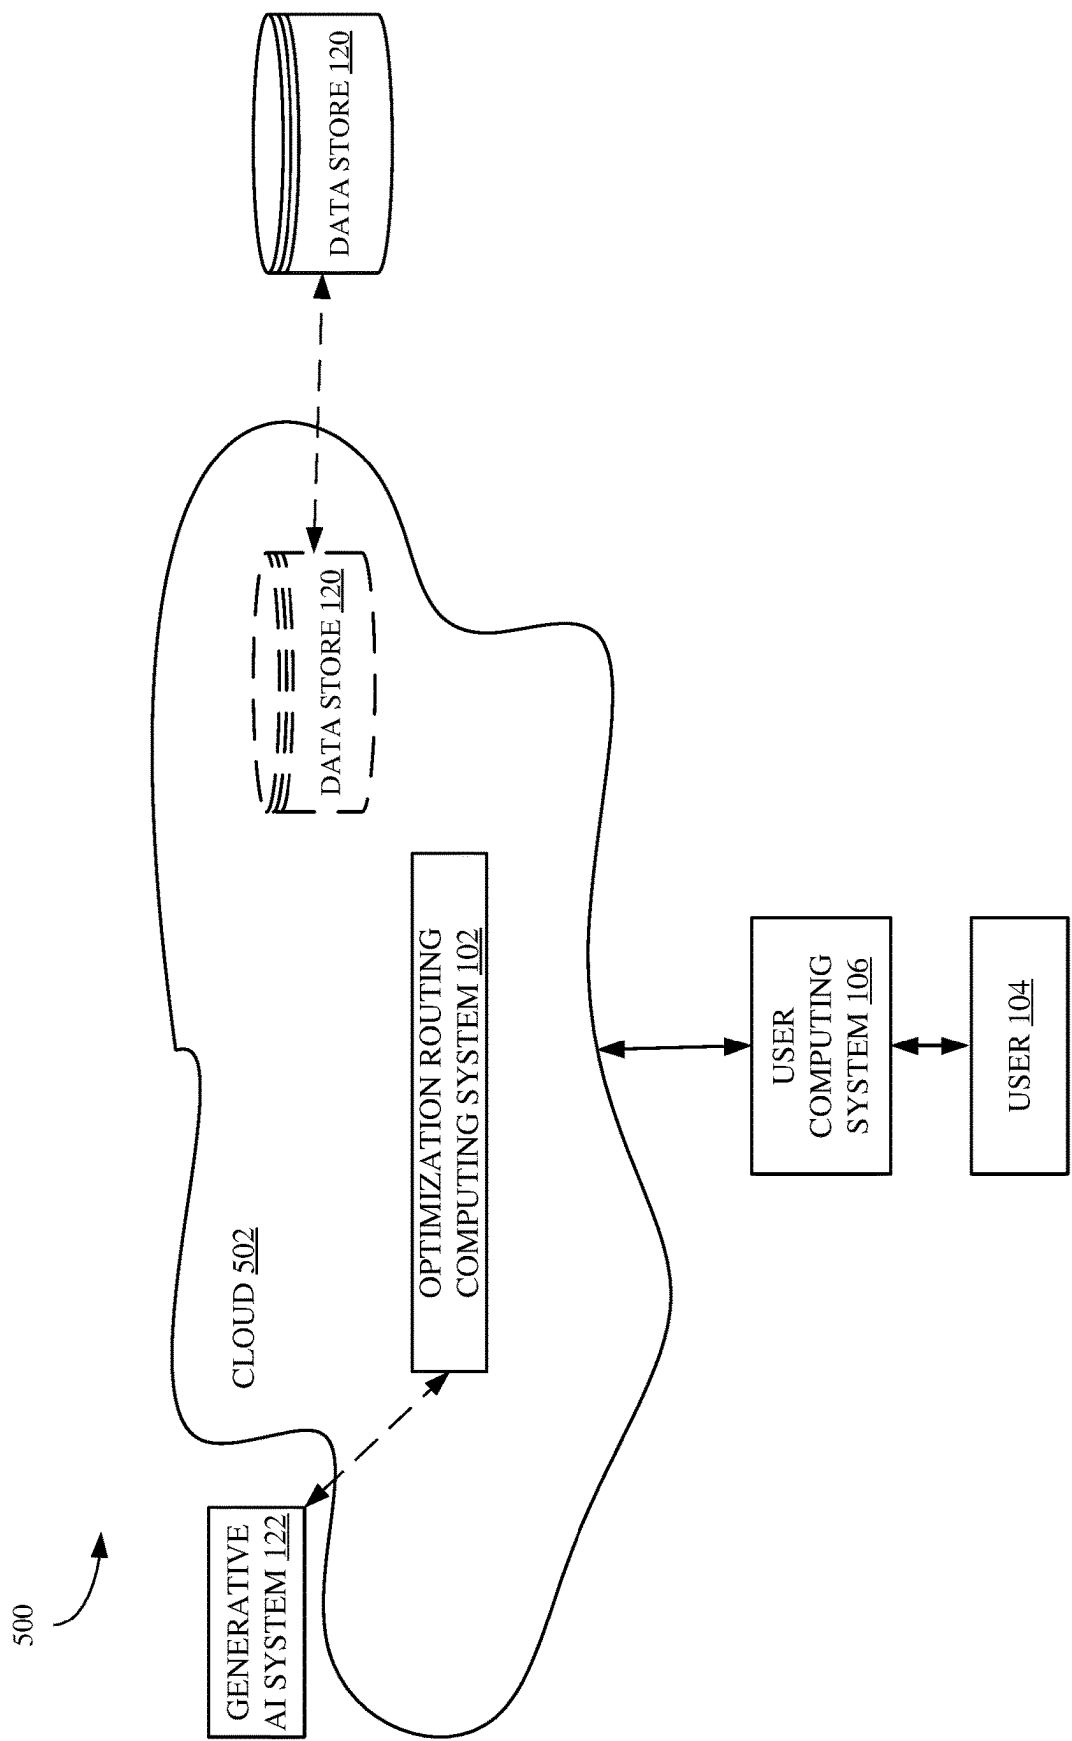 500
GENERATIVE
AI SYSTEM 122
CLOUD 502
OPTIMIZATION ROUTING
COMPUTING SYSTEM 102
DATA STORE 120
DATA STORE 120
USER
COMPUTING
SYSTEM 106
USER 104